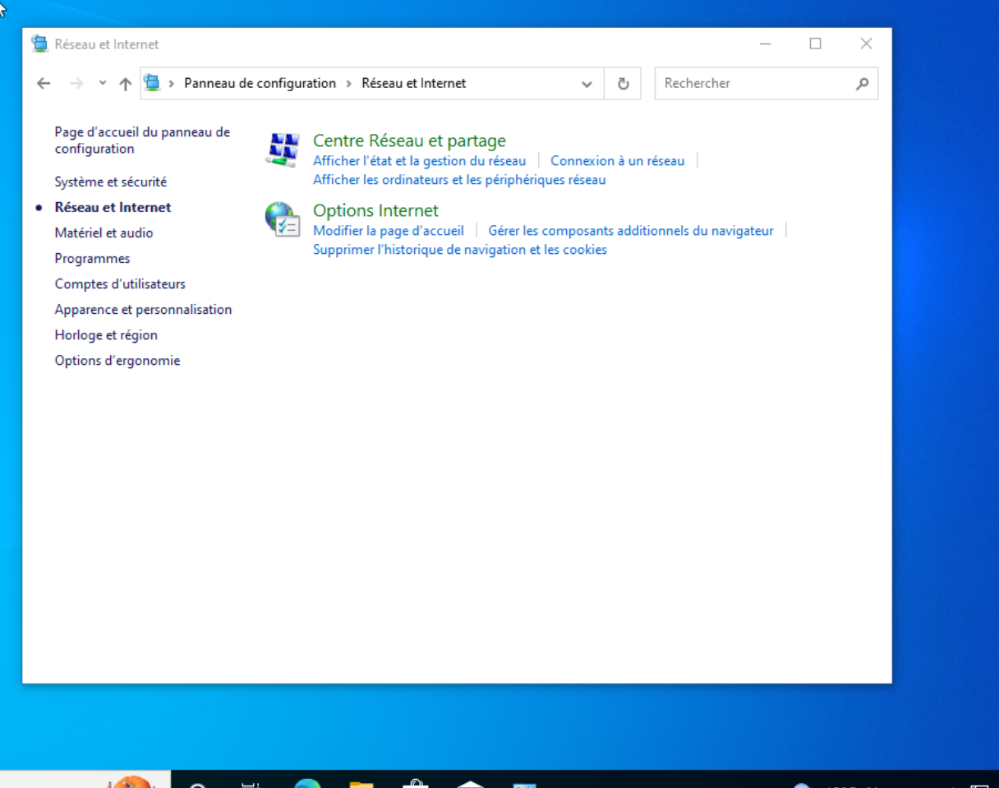 Réseau et Internet
Panneau de configuration › Réseau et Internet
Rechercher
Page d'accueil du panneau de
configuration
Système et sécurité
Réseau et Internet
Matériel et audio
Programmes
Comptes d'utilisateurs
Apparence et personnalisation
Horloge et région
Options d'ergonomie
Centre Réseau et partage
Afficher l'état et la gestion du réseau
Connexion à un réseau
Afficher les ordinateurs et les périphériques réseau
Options Internet
Modifier la page d'accueil
Gérer les composants additionnels du navigateur
Supprimer l'historique de navigation et les cookies